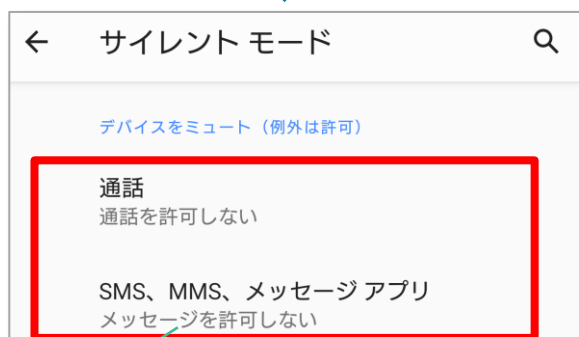 サイレント モード
デバイスをミュート（例外は許可）
通話
通話を許可しない
SMS、MMS、メッセージ アプリ
メッセージを許可しない